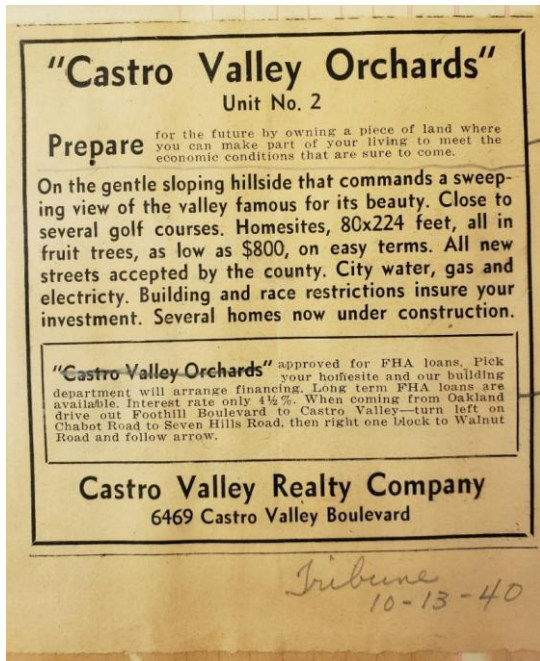 "Castro Valley Orchards"
Unit No. 2
Prepare for the future by owning a piece of land where
you can make part of your living to meet the
economic conditions that are sure to come.
On the gentle sloping hillside that commands a sweep-
ing view of the valley famous for its beauty. Close to
several golf courses. Homesites, 80x224 feet, all in
fruit trees, as low as $800, on easy terms. All new
streets accepted by the county. City water, gas and
electricty. Building and race restrictions insure your
investment. Several homes now under construction.
"Castro Valley Orchards" approved for FHA loans. Pick
your homesite and our building
department will arrange financing. Long term FHA loans are
available. Interest rate only 4½%. When coming from Oakland
drive out Foothill Boulevard to Castro Valley—turn left on
Chabot Road to Seven Hills Road, then right one block to Walnut
Road and follow arrow.
Castro Valley Realty Company
6469 Castro Valley Boulevard
Tribune
10-13-40